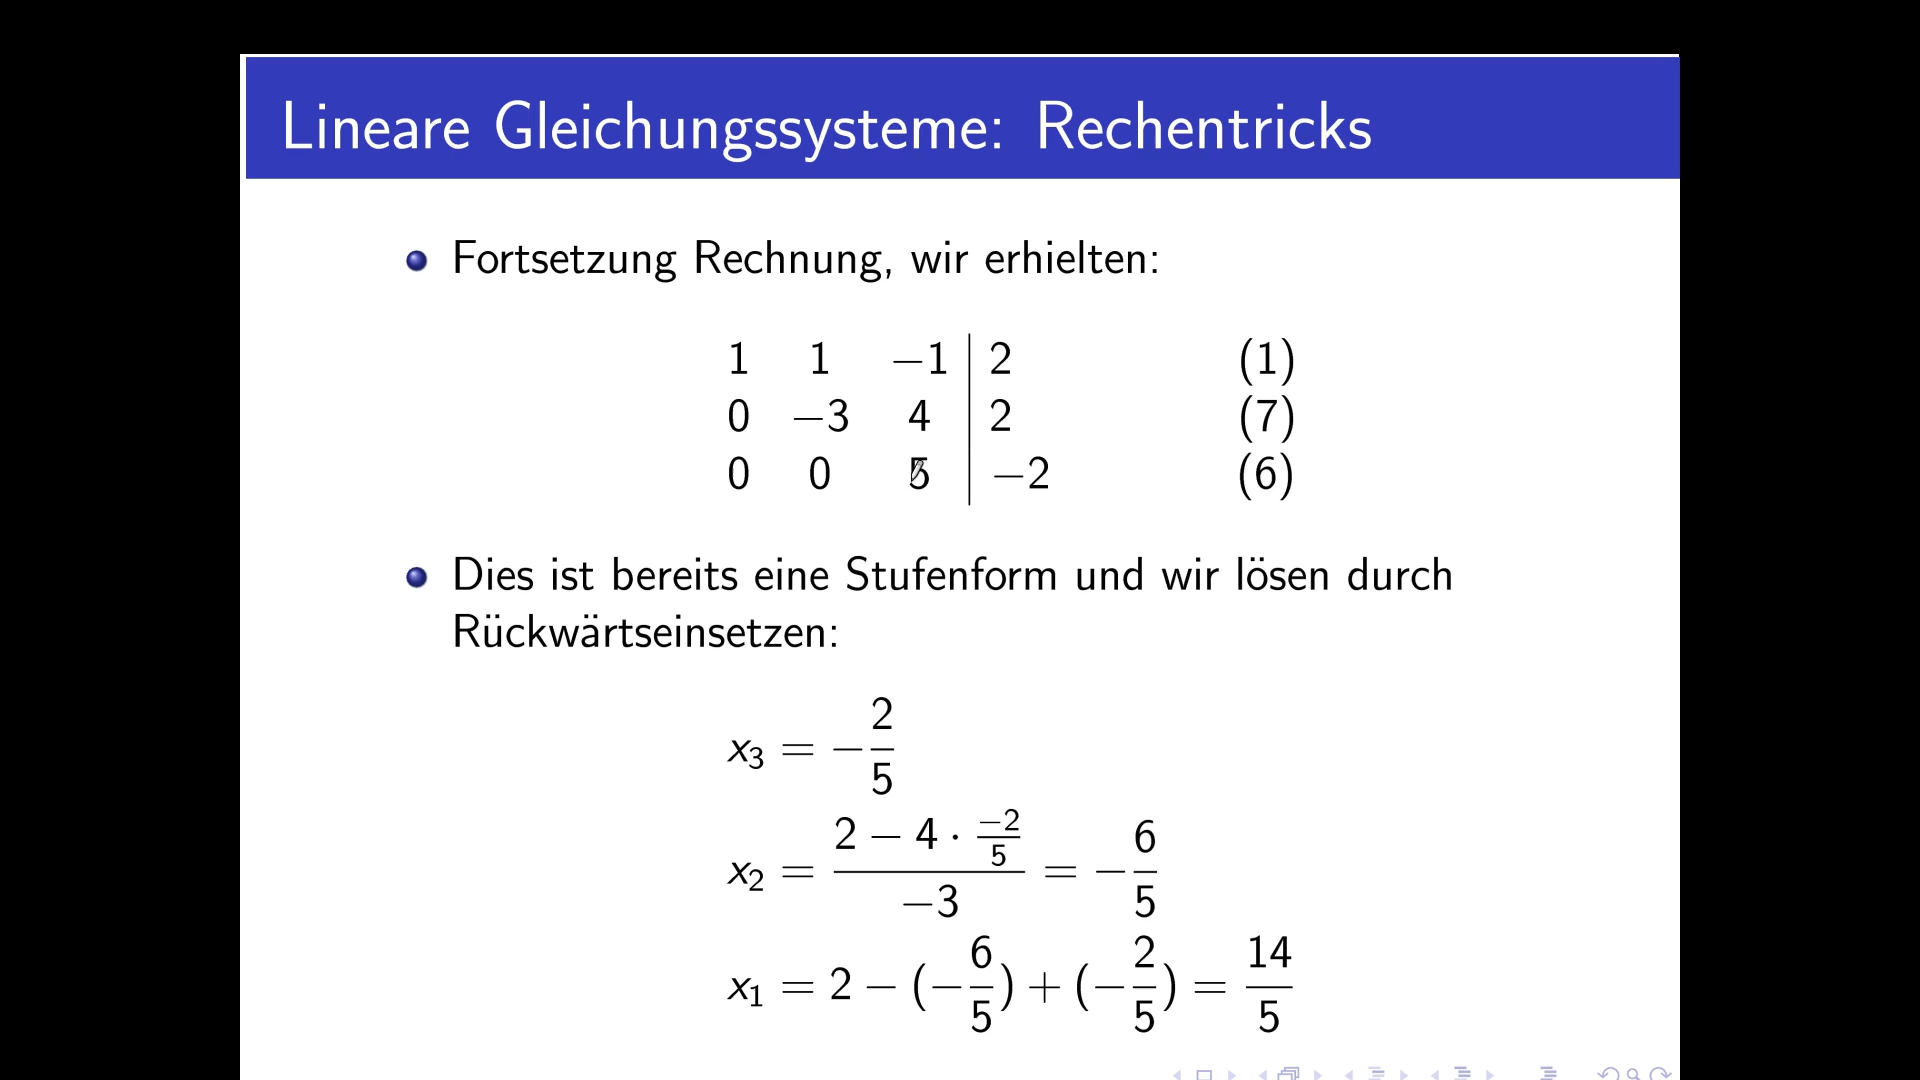 Lineare Gleichungssysteme: Rechentricks
Fortsetzung Rechnung, wir erhielten:
1 1 −1 | 2 (1)
0 −3 4 | 2 (7)
0 0 5 | −2 (6)
Dies ist bereits eine Stufenform und wir lösen durch
Rückwärtseinsetzen:
x₃ = −2/5
x₂ = (2 − 4 · (−2/5))/(−3) = −6/5
x₁ = 2 − (−6/5) + (−2/5) = 14/5